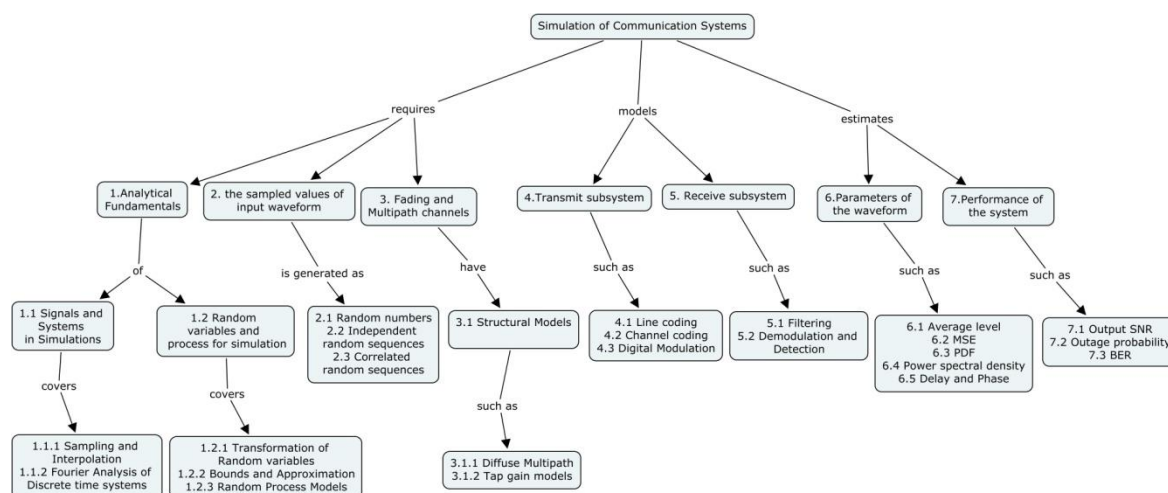 Simulation of Communication Systems
requires
models
estimates
1.Analytical
Fundamentals
2. the sampled values of
input waveform
3. Fading and
Multipath channels
4.Transmit subsystem
5. Receive subsystem
6.Parameters of
the waveform
7.Performance of
the system
of
is generated as
have
such as
such as
such as
such as
1.1 Signals and
Systems
in Simulations
1.2 Random
variables and
process for simulation
2.1 Random numbers
2.2 Independent
random sequences
2.3 Correlated
random sequences
3.1 Structural Models
4.1 Line coding
4.2 Channel coding
4.3 Digital Modulation
5.1 Filtering
5.2 Demodulation and
Detection
6.1 Average level
6.2 MSE
6.3 PDF
6.4 Power spectral density
6.5 Delay and Phase
7.1 Output SNR
7.2 Outage probability
7.3 BER
covers
covers
such as
1.1.1 Sampling and
Interpolation
1.1.2 Fourier Analysis of
Discrete time systems
1.2.1 Transformation of
Random variables
1.2.2 Bounds and Approximation
1.2.3 Random Process Models
3.1.1 Diffuse Multipath
3.1.2 Tap gain models